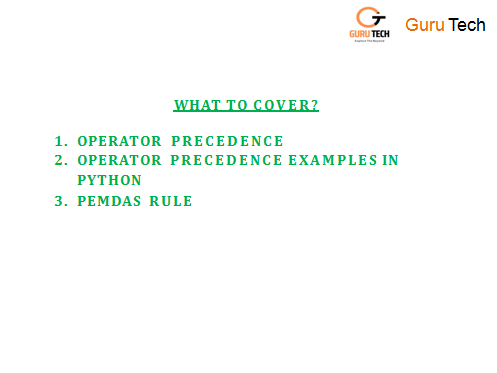 GURU TECH
Guru Tech
WHAT TO COVER?
1. OPERATOR PRECEDENCE
2. OPERATOR PRECEDENCE EXAMPLES IN
PYTHON
3. PEMDAS RULE